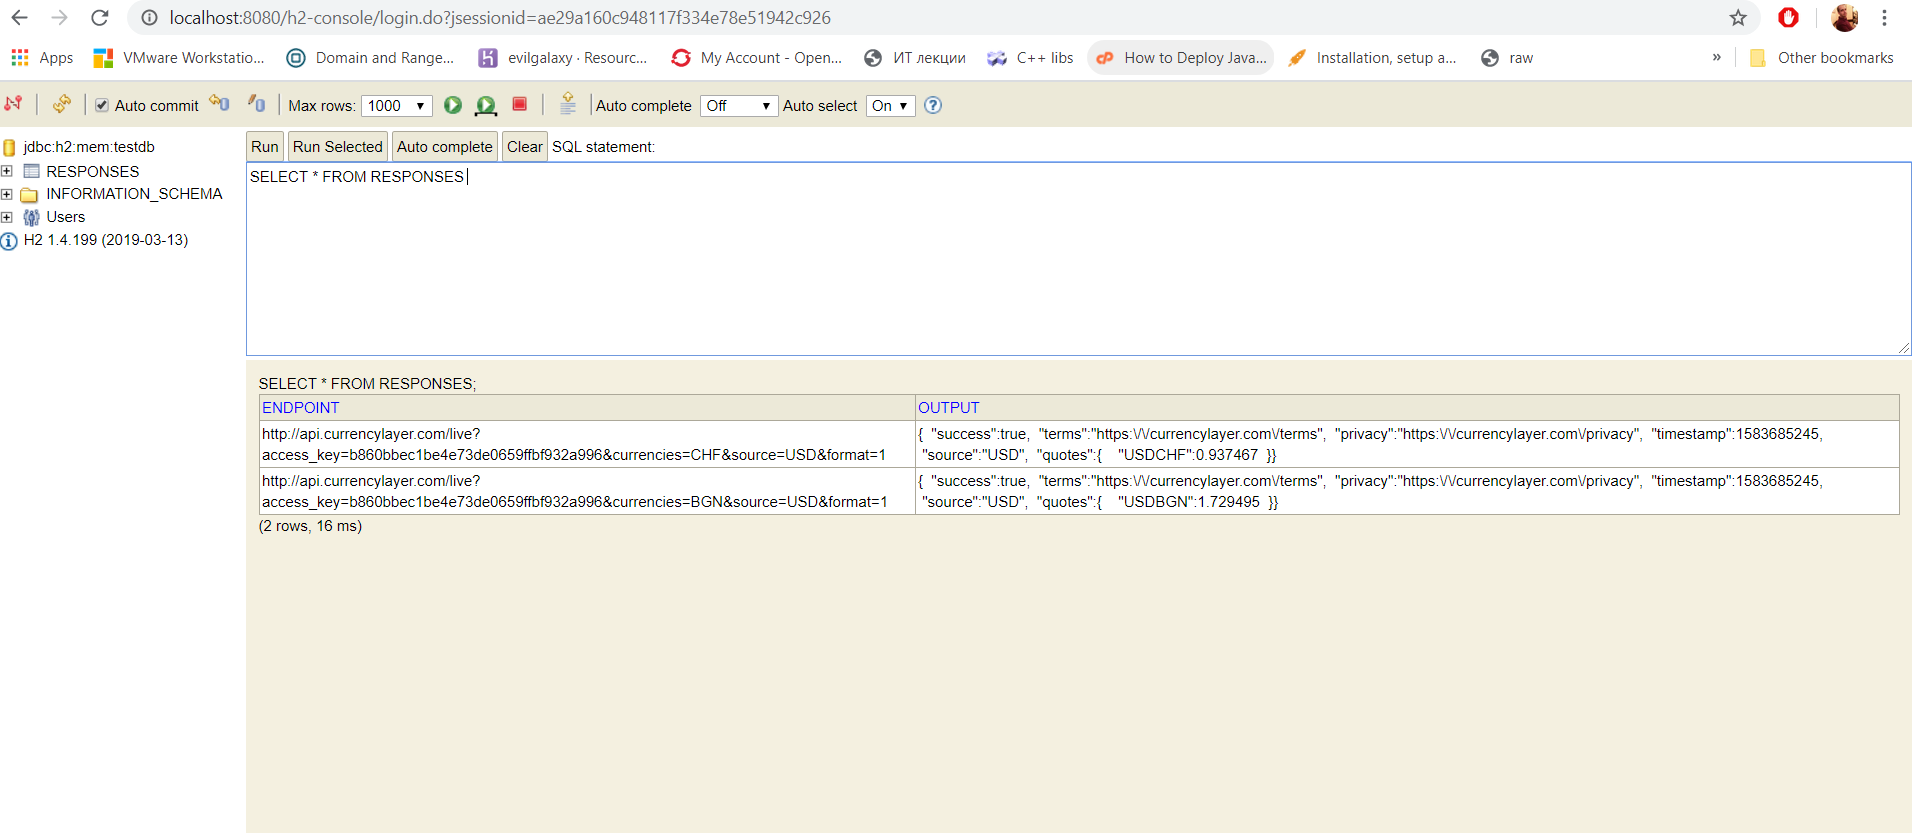 localhost:8080/h2-console/login.do?jsessionid=ae29a160c948117f334e78e51942c926
Apps VMware Workstatio... Domain and Range... evilgalaxy · Resourc... My Account - Open... ИТ лекции C++ libs How to Deploy Java... Installation, setup a... raw » Other bookmarks
Auto commit Max rows: 1000 Auto complete Off Auto select On
jdbc:h2:mem:testdb
RESPONSES
INFORMATION_SCHEMA
Users
H2 1.4.199 (2019-03-13)
Run Run Selected Auto complete Clear SQL statement:
SELECT * FROM RESPONSES
SELECT * FROM RESPONSES;
ENDPOINT OUTPUT
http://api.currencylayer.com/live?
access_key=b860bbec1be4e73de0659ffbf932a996&currencies=CHF&source=USD&format=1
{ "success":true, "terms":"https:\/\/currencylayer.com\/terms", "privacy":"https:\/\/currencylayer.com\/privacy", "timestamp":1583685245,
"source":"USD", "quotes":{ "USDCHF":0.937467 }}
http://api.currencylayer.com/live?
access_key=b860bbec1be4e73de0659ffbf932a996&currencies=BGN&source=USD&format=1
{ "success":true, "terms":"https:\/\/currencylayer.com\/terms", "privacy":"https:\/\/currencylayer.com\/privacy", "timestamp":1583685245,
"source":"USD", "quotes":{ "USDBGN":1.729495 }}
(2 rows, 16 ms)